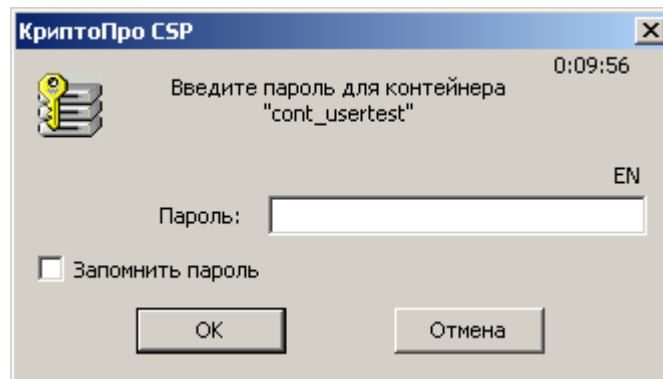 КриптоПро CSP
0:09:56
Введите пароль для контейнера
"cont_usertest"
EN
Пароль:
Запомнить пароль
OK
Отмена